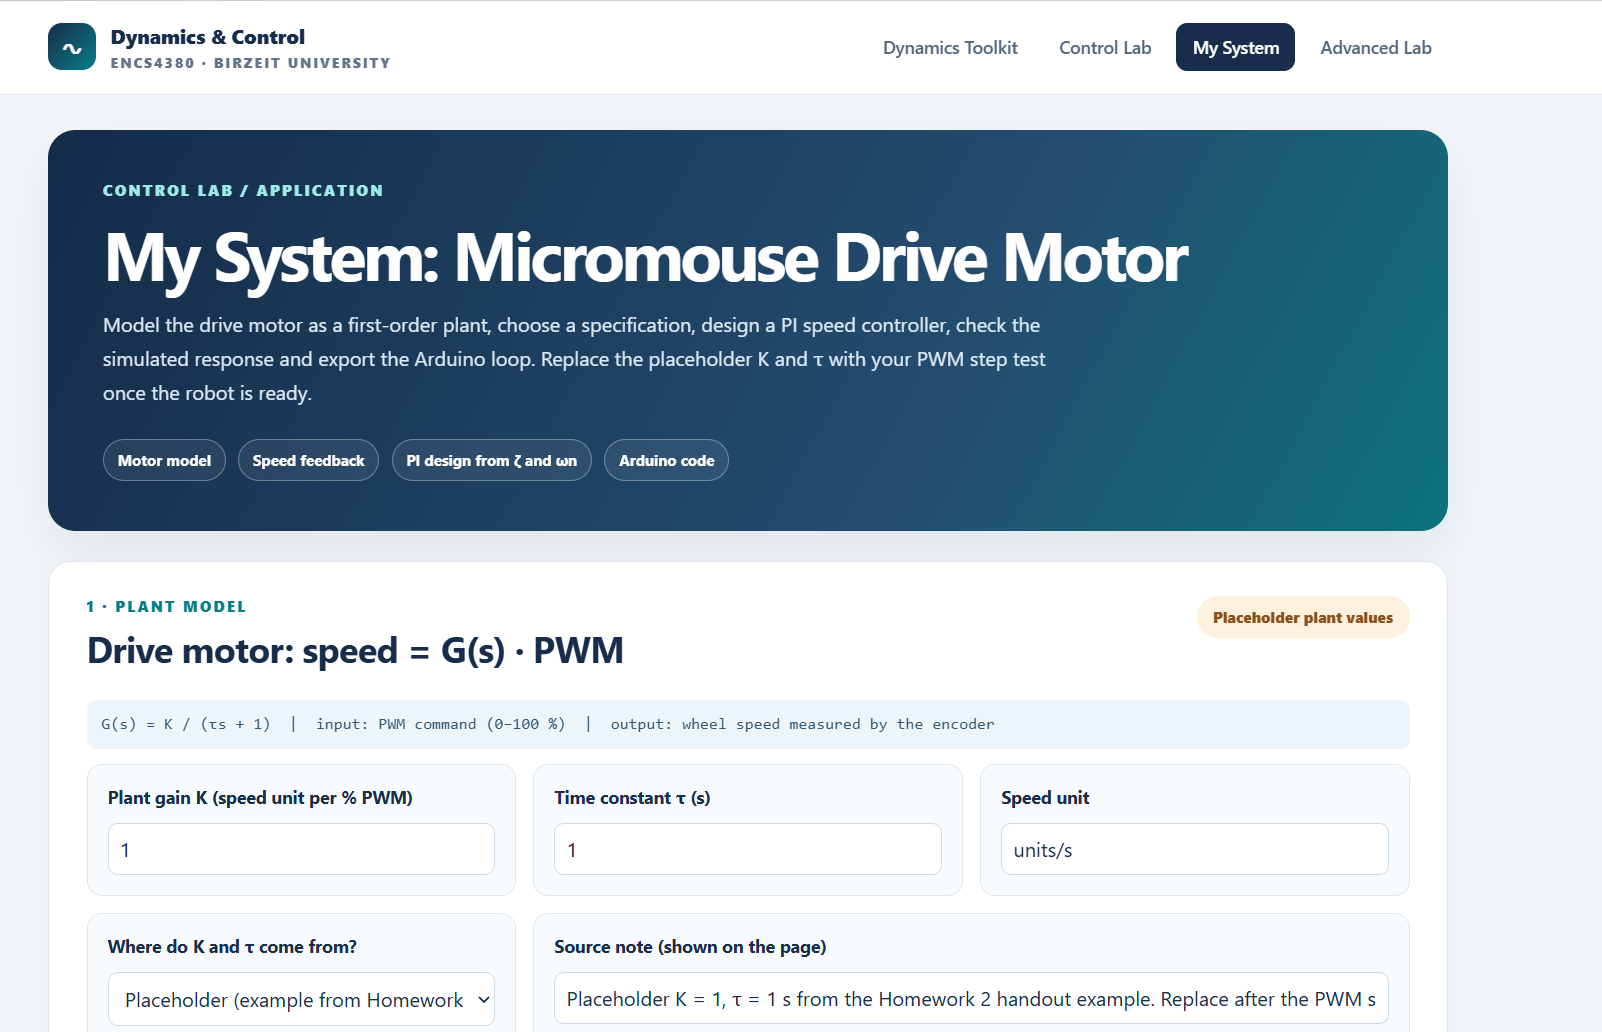 Dynamics & Control
ENCS4380 · BIRZEIT UNIVERSITY
Dynamics Toolkit
Control Lab
My System
Advanced Lab
CONTROL LAB / APPLICATION
My System: Micromouse Drive Motor
Model the drive motor as a first-order plant, choose a specification, design a PI speed controller, check the
simulated response and export the Arduino loop. Replace the placeholder K and τ with your PWM step test
once the robot is ready.
Motor model
Speed feedback
PI design from ζ and ωn
Arduino code
1 · PLANT MODEL
Placeholder plant values
Drive motor: speed = G(s) · PWM
G(s) = K / (τs + 1) | input: PWM command (0–100 %) | output: wheel speed measured by the encoder
Plant gain K (speed unit per % PWM)
1
Time constant τ (s)
1
Speed unit
units/s
Where do K and τ come from?
Placeholder (example from Homework
Source note (shown on the page)
Placeholder K = 1, τ = 1 s from the Homework 2 handout example. Replace after the PWM s